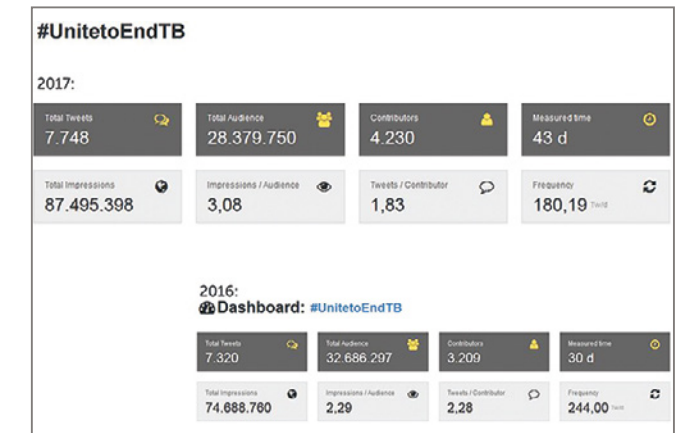 #UnitetoEndTB
2017:
Total Tweets
7.748
Total Audience
28.379.750
Contributors
4.230
Measured time
43 d
Total Impressions
87.495.398
Impressions / Audience
3,08
Tweets / Contributor
1,83
Frequency
180,19 Tw/d
2016:
Dashboard: #UnitetoEndTB
Total Tweets
7.320
Total Audience
32.686.297
Contributors
3.209
Measured time
30 d
Total Impressions
74.688.760
Impressions / Audience
2,29
Tweets / Contributor
2,28
Frequency
244,00 Tw/d